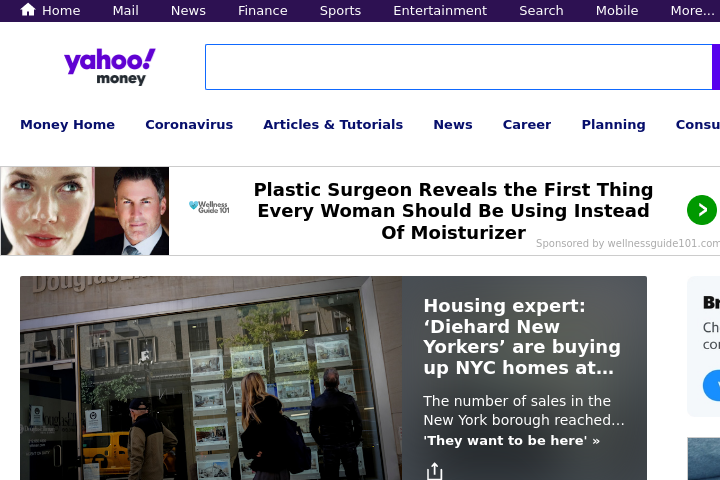 Home Mail News Finance Sports Entertainment Search Mobile More...
yahoo!
money
Money Home Coronavirus Articles & Tutorials News Career Planning Consu
Wellness
Guide 101
Plastic Surgeon Reveals the First Thing
Every Woman Should Be Using Instead
Of Moisturizer
Sponsored by wellnessguide101.com
Housing expert:
‘Diehard New
Yorkers’ are buying
up NYC homes at...
The number of sales in the
New York borough reached...
'They want to be here' »
Br
Ch
con